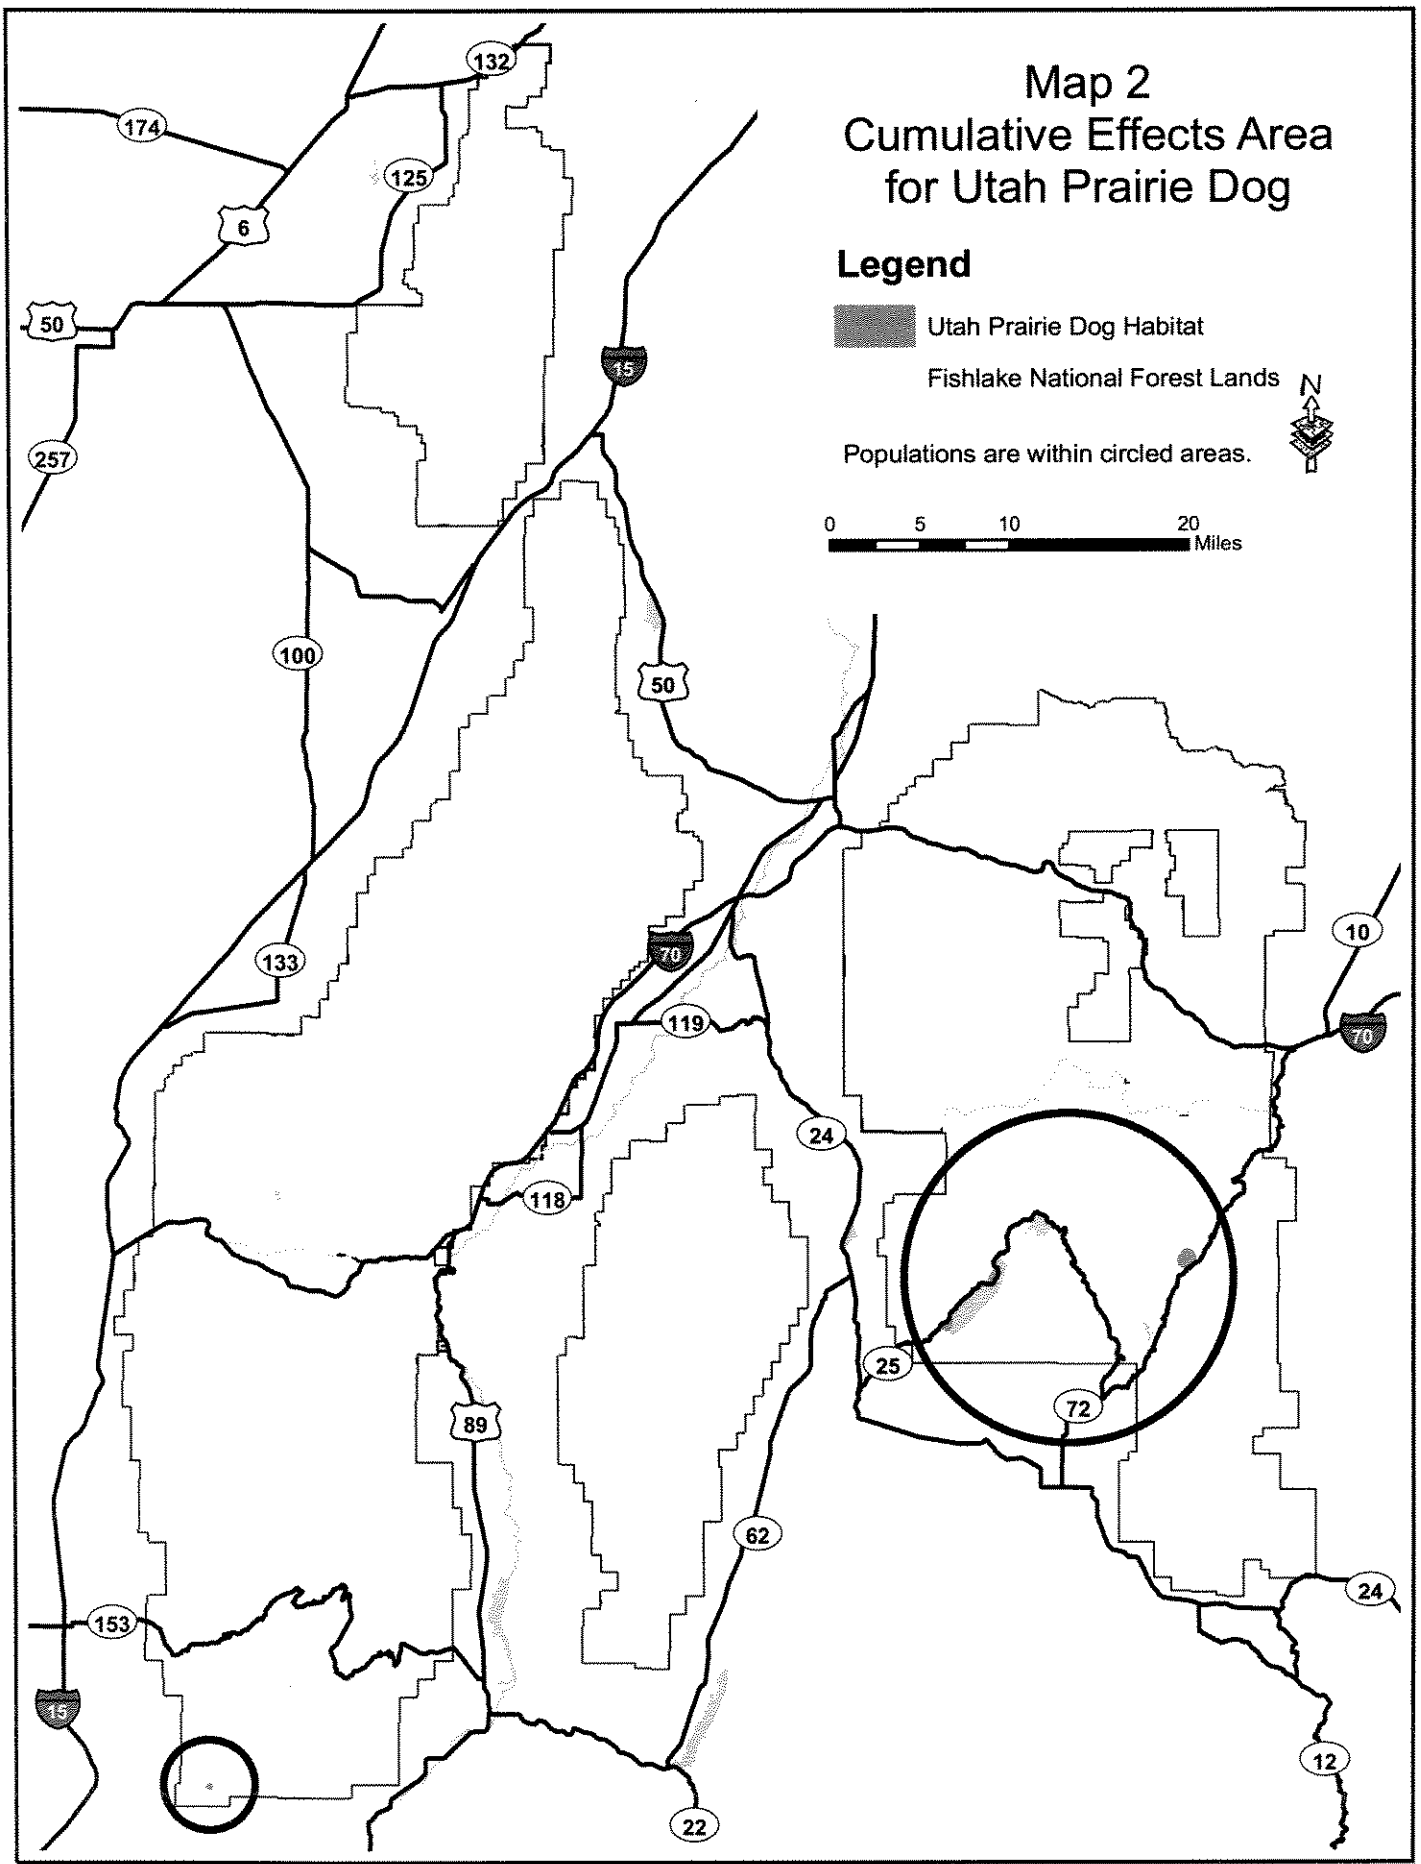 Map 2
Cumulative Effects Area
for Utah Prairie Dog
Legend
Utah Prairie Dog Habitat
Fishlake National Forest Lands
N
Populations are within circled areas.
0 5 10 20
Miles
132
174
125
6
50
15
257
100
50
133
70
10
70
119
24
118
25
72
89
62
24
153
15
12
22